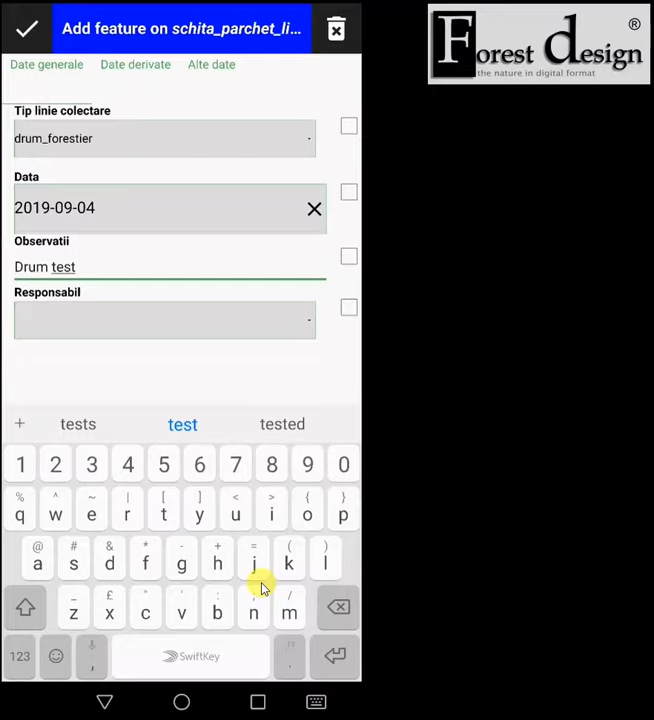 Add feature on schita_parchet_li...
Forest design ®
the nature in digital format
Date generale Date derivate Alte date
Tip linie colectare
drum_forestier
Data
2019-09-04
Observatii
Drum test
Responsabil
+ tests test tested
1 2 3 4 5 6 7 8 9 0
% ^ ~ | [ ] < > { }
q w e r t y u i o p
@ # & * - + = ( )
a s d f g h j k l
_ £ " ' : ; /
z x c v b n m
123 , SwiftKey !? .